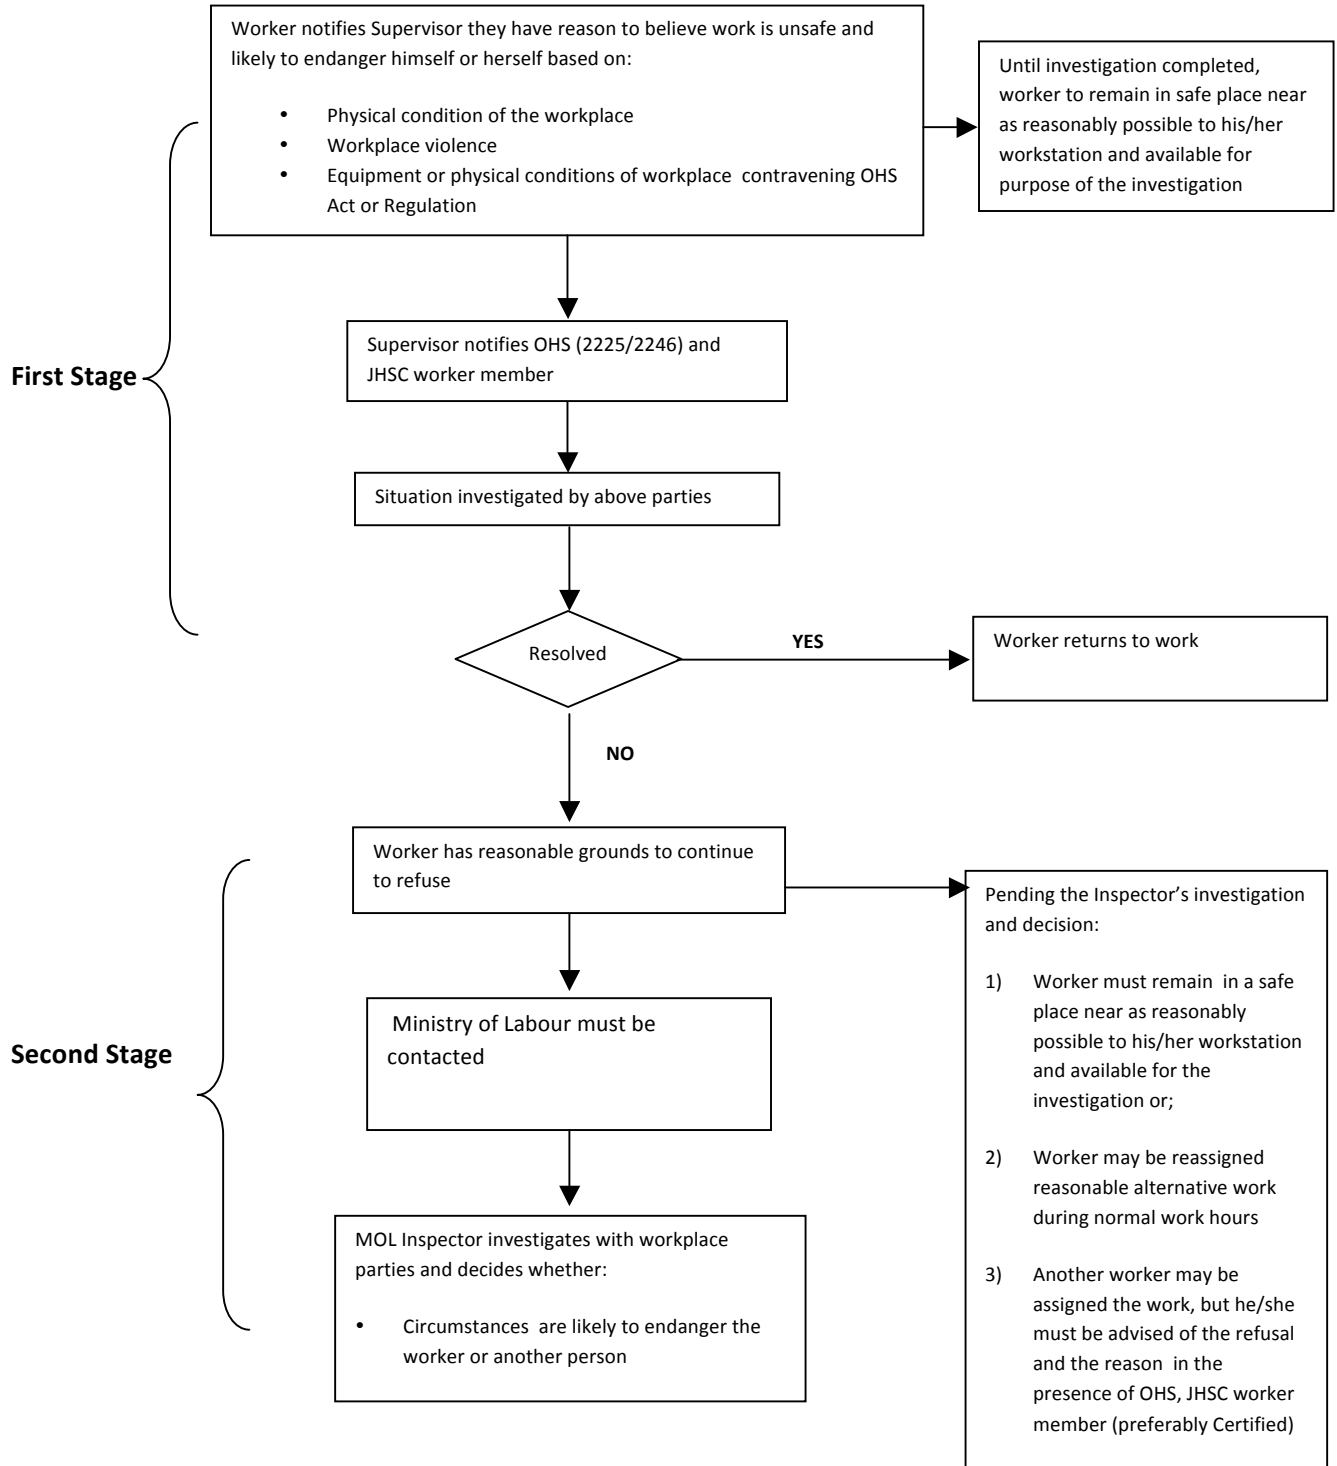 Worker notifies Supervisor they have reason to believe work is unsafe and
likely to endanger himself or herself based on:
• Physical condition of the workplace
• Workplace violence
• Equipment or physical conditions of workplace contravening OHS
Act or Regulation
Until investigation completed,
worker to remain in safe place near
as reasonably possible to his/her
workstation and available for
purpose of the investigation
First Stage
Supervisor notifies OHS (2225/2246) and
JHSC worker member
Situation investigated by above parties
Resolved
YES
Worker returns to work
NO
Second Stage
Worker has reasonable grounds to continue
to refuse
Ministry of Labour must be
contacted
MOL Inspector investigates with workplace
parties and decides whether:
• Circumstances are likely to endanger the
worker or another person
Pending the Inspector’s investigation
and decision:
1) Worker must remain in a safe
place near as reasonably
possible to his/her workstation
and available for the
investigation or;
2) Worker may be reassigned
reasonable alternative work
during normal work hours
3) Another worker may be
assigned the work, but he/she
must be advised of the refusal
and the reason in the
presence of OHS, JHSC worker
member (preferably Certified)